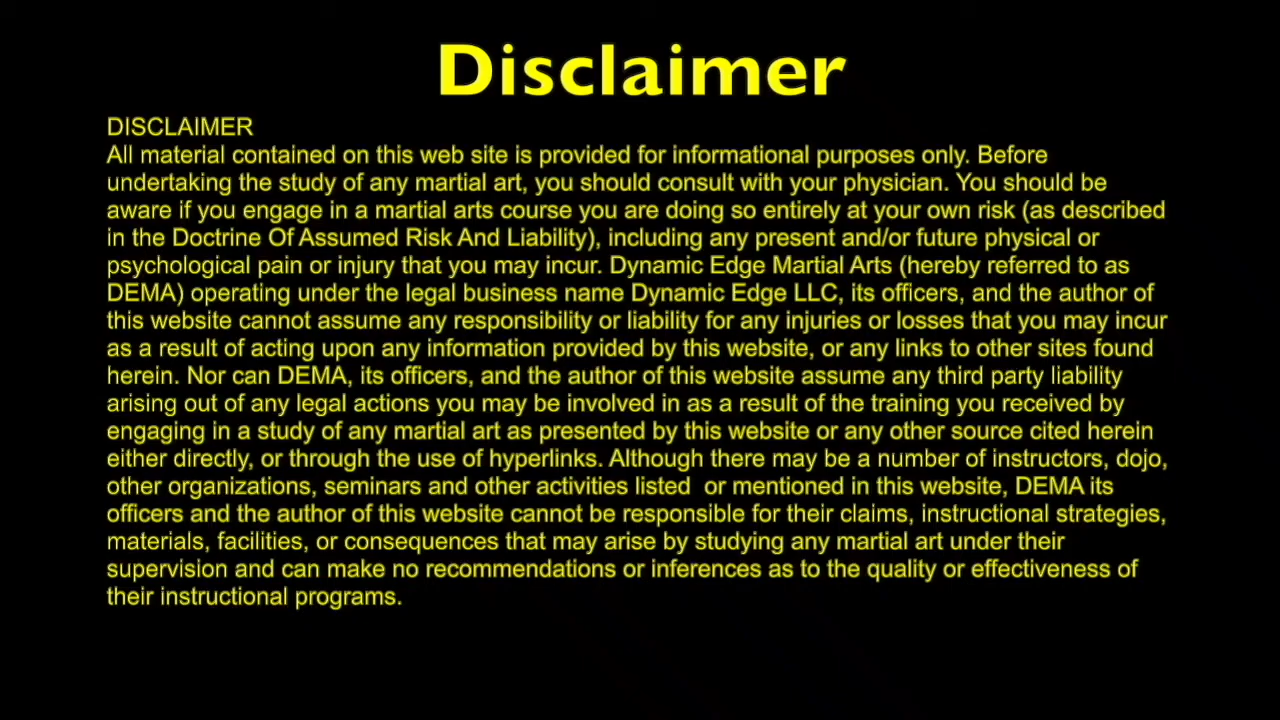 Disclaimer
DISCLAIMER
All material contained on this web site is provided for informational purposes only. Before
undertaking the study of any martial art, you should consult with your physician. You should be
aware if you engage in a martial arts course you are doing so entirely at your own risk (as described
in the Doctrine Of Assumed Risk And Liability), including any present and/or future physical or
psychological pain or injury that you may incur. Dynamic Edge Martial Arts (hereby referred to as
DEMA) operating under the legal business name Dynamic Edge LLC, its officers, and the author of
this website cannot assume any responsibility or liability for any injuries or losses that you may incur
as a result of acting upon any information provided by this website, or any links to other sites found
herein. Nor can DEMA, its officers, and the author of this website assume any third party liability
arising out of any legal actions you may be involved in as a result of the training you received by
engaging in a study of any martial art as presented by this website or any other source cited herein
either directly, or through the use of hyperlinks. Although there may be a number of instructors, dojo,
other organizations, seminars and other activities listed  or mentioned in this website, DEMA its
officers and the author of this website cannot be responsible for their claims, instructional strategies,
materials, facilities, or consequences that may arise by studying any martial art under their
supervision and can make no recommendations or inferences as to the quality or effectiveness of
their instructional programs.